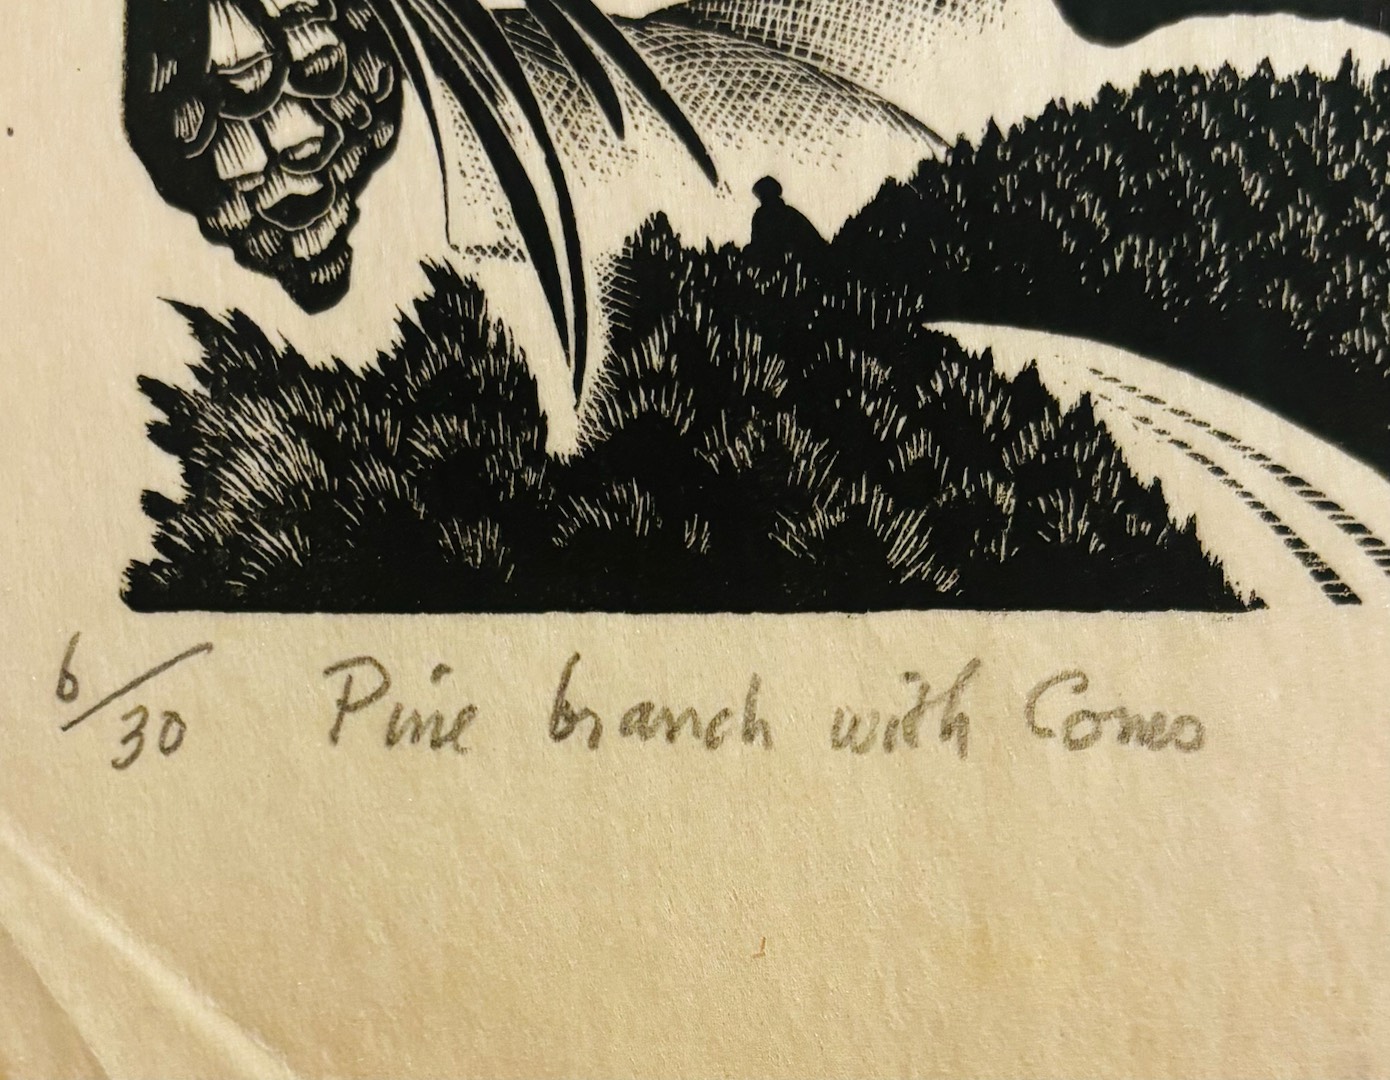 6/30 Pine branch with Cones